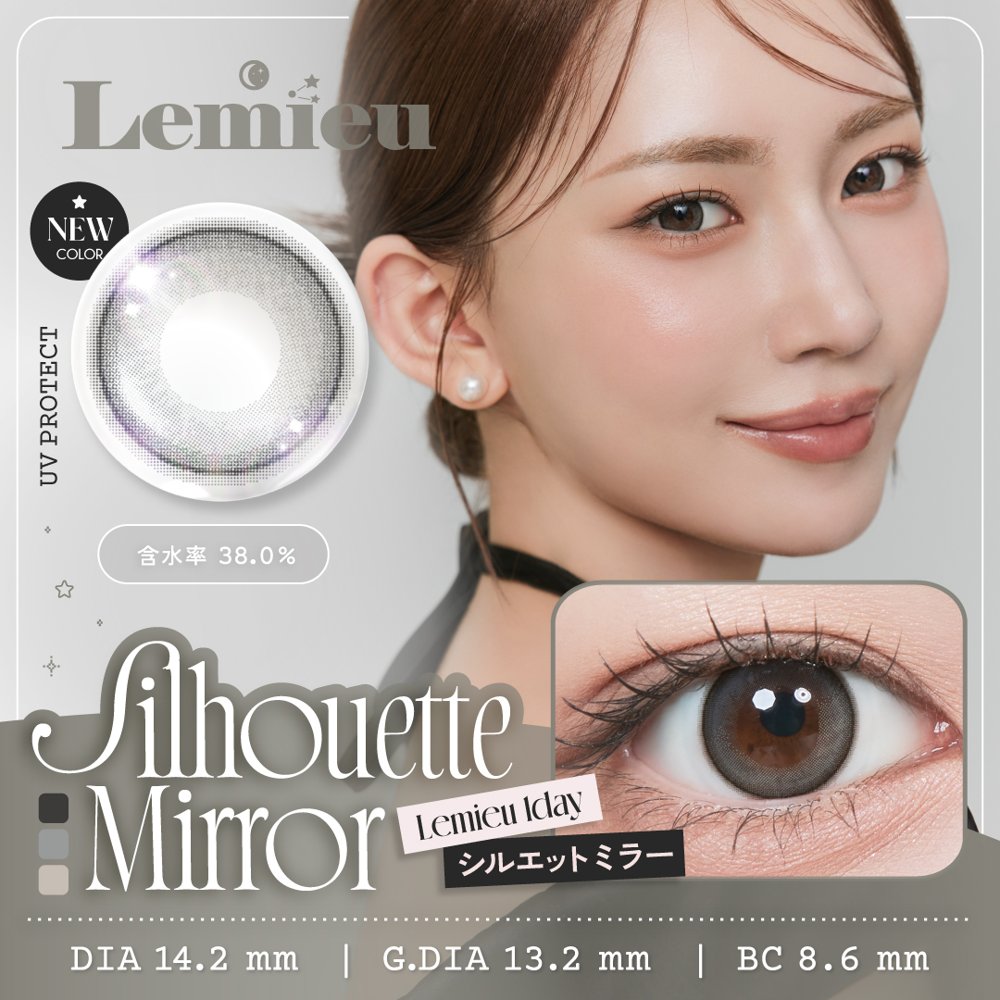 Lemieu
NEW
COLOR
UV PROTECT
含水率 38.0%
Silhouette
Mirror
Lemieu 1day
シルエットミラー
DIA 14.2 mm | G.DIA 13.2 mm | BC 8.6 mm